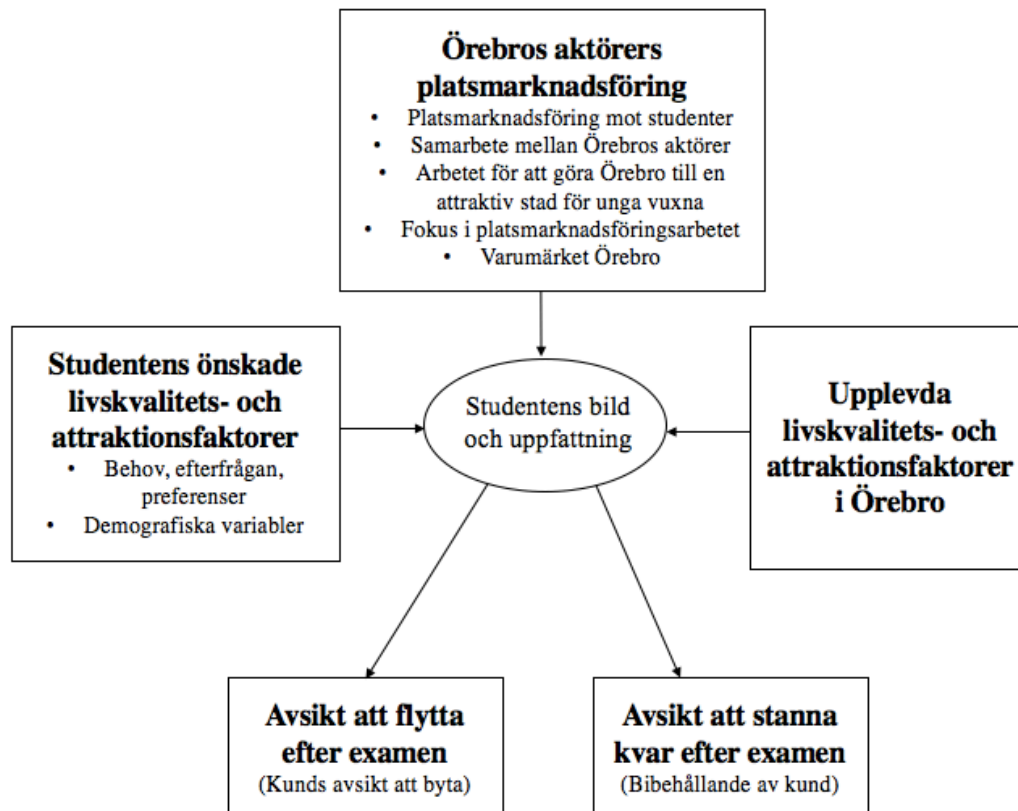 Örebros aktörers
platsmarknadsföring
• Platsmarknadsföring mot studenter
• Samarbete mellan Örebros aktörer
• Arbetet för att göra Örebro till en
attraktiv stad för unga vuxna
• Fokus i platsmarknadsföringsarbetet
• Varumärket Örebro
Studentens önskade
livskvalitets- och
attraktionsfaktorer
• Behov, efterfrågan,
preferenser
• Demografiska variabler
Studentens bild
och uppfattning
Upplevda
livskvalitets- och
attraktionsfaktorer
i Örebro
Avsikt att flytta
efter examen
(Kunds avsikt att byta)
Avsikt att stanna
kvar efter examen
(Bibehållande av kund)